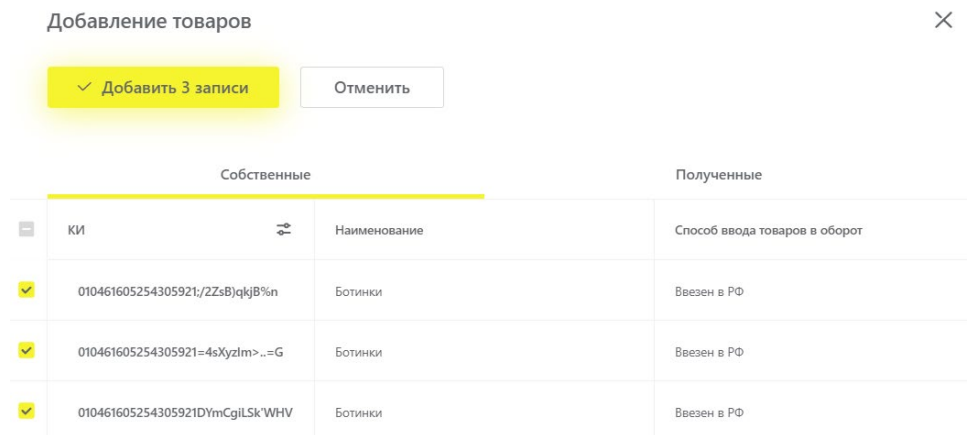 Добавление товаров
Добавить 3 записи
Отменить
Собственные
Полученные
КИ
Наименование
Способ ввода товаров в оборот
010461605254305921;/2ZsB)qkjB%n
Ботинки
Ввезен в РФ
010461605254305921=4sXyzIm>..=G
Ботинки
Ввезен в РФ
010461605254305921DYmCgiLSk'WHV
Ботинки
Ввезен в РФ